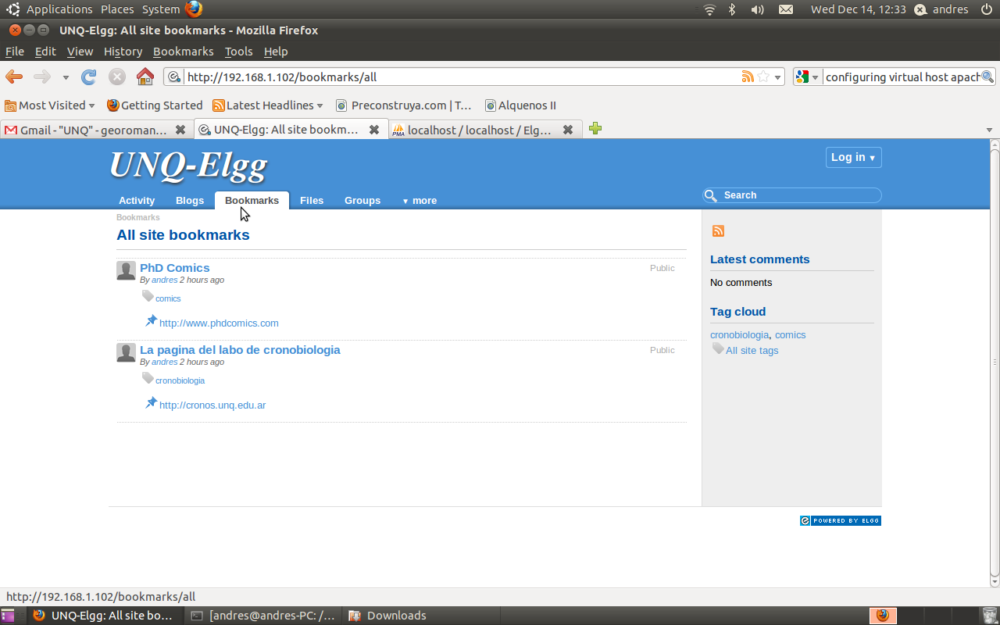 Applications Places System Wed Dec 14, 12:33 andres
UNQ-Elgg: All site bookmarks - Mozilla Firefox
File Edit View History Bookmarks Tools Help
http://192.168.1.102/bookmarks/all configuring virtual host apach
Most Visited Getting Started Latest Headlines Preconstruya.com | T... Alquenos II
Gmail - "UNQ" - georoman... UNQ-Elgg: All site bookm... PMA localhost / localhost / Elg...
UNQ-Elgg
Log in ▼
Activity Blogs Bookmarks Files Groups ▼ more
Search
Bookmarks
All site bookmarks
PhD Comics
Public
By andres 2 hours ago
comics
http://www.phdcomics.com
La pagina del labo de cronobiologia
Public
By andres 2 hours ago
cronobiologia
http://cronos.unq.edu.ar
Latest comments
No comments
Tag cloud
cronobiologia, comics
All site tags
POWERED BY ELGG
http://192.168.1.102/bookmarks/all
UNQ-Elgg: All site bo... [andres@andres-PC: /... Downloads